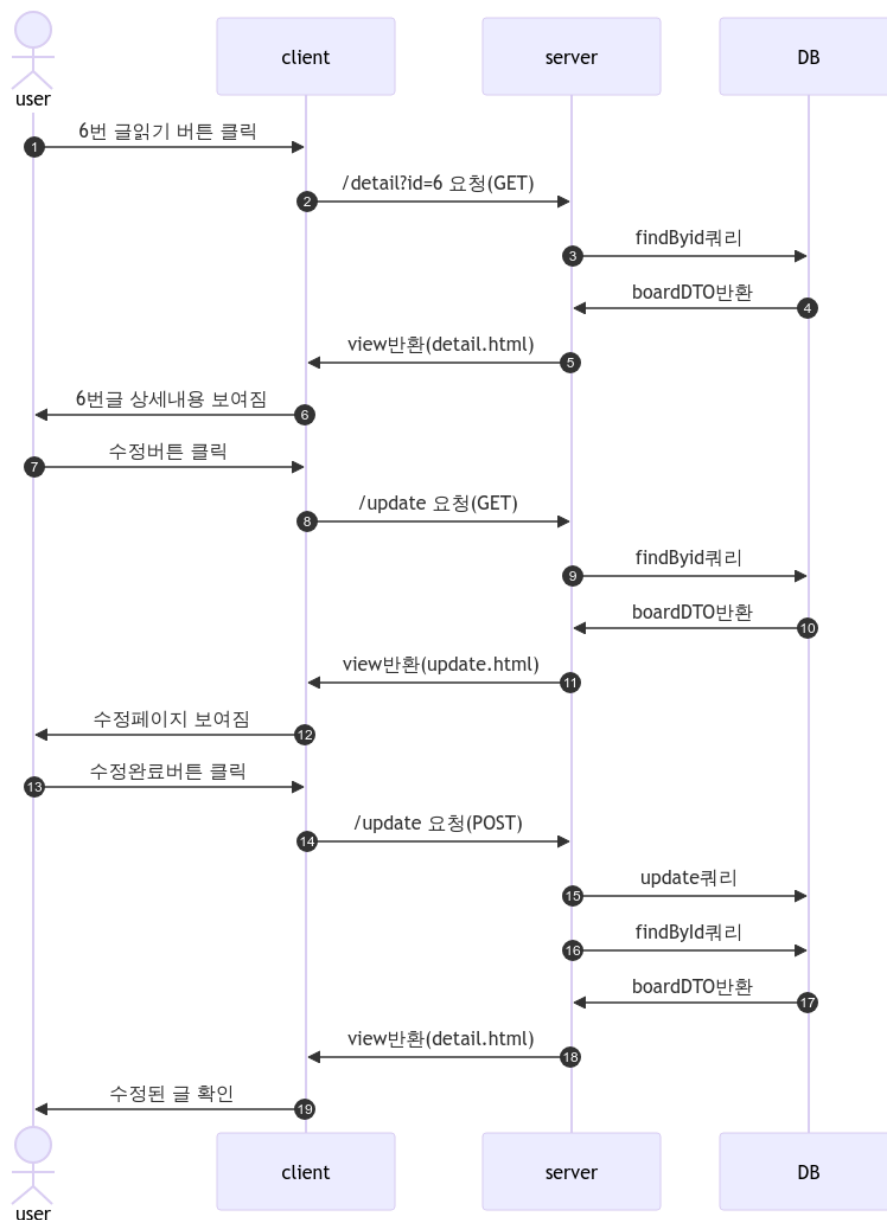 client
server
DB
user
6번 글읽기 버튼 클릭
1
/detail?id=6 요청(GET)
2
findByid쿼리
3
boardDTO반환
4
view반환(detail.html)
5
6번글 상세내용 보여짐
6
수정버튼 클릭
7
/update 요청(GET)
8
findByid쿼리
9
boardDTO반환
10
view반환(update.html)
11
수정페이지 보여짐
12
수정완료버튼 클릭
13
/update 요청(POST)
14
update쿼리
15
findById쿼리
16
boardDTO반환
17
view반환(detail.html)
18
수정된 글 확인
19
client
server
DB
user